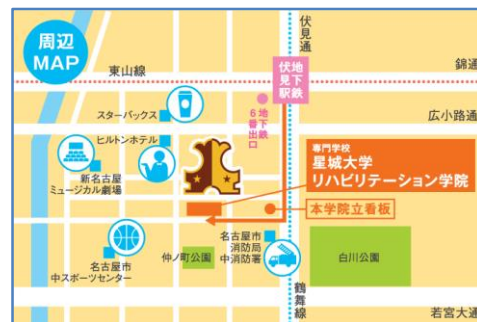 周辺
MAP
伏見通
東山線
錦通
地下鉄
伏見駅
スターバックス
地下鉄
6番出口
広小路通
ヒルトンホテル
専門学校
星城大学
リハビリテーション学院
新名古屋
ミュージカル劇場
本学院立看板
名古屋市
消防局
中消防署
仲ノ町公園
白川公園
名古屋市
中スポーツセンター
鶴舞線
若宮大通